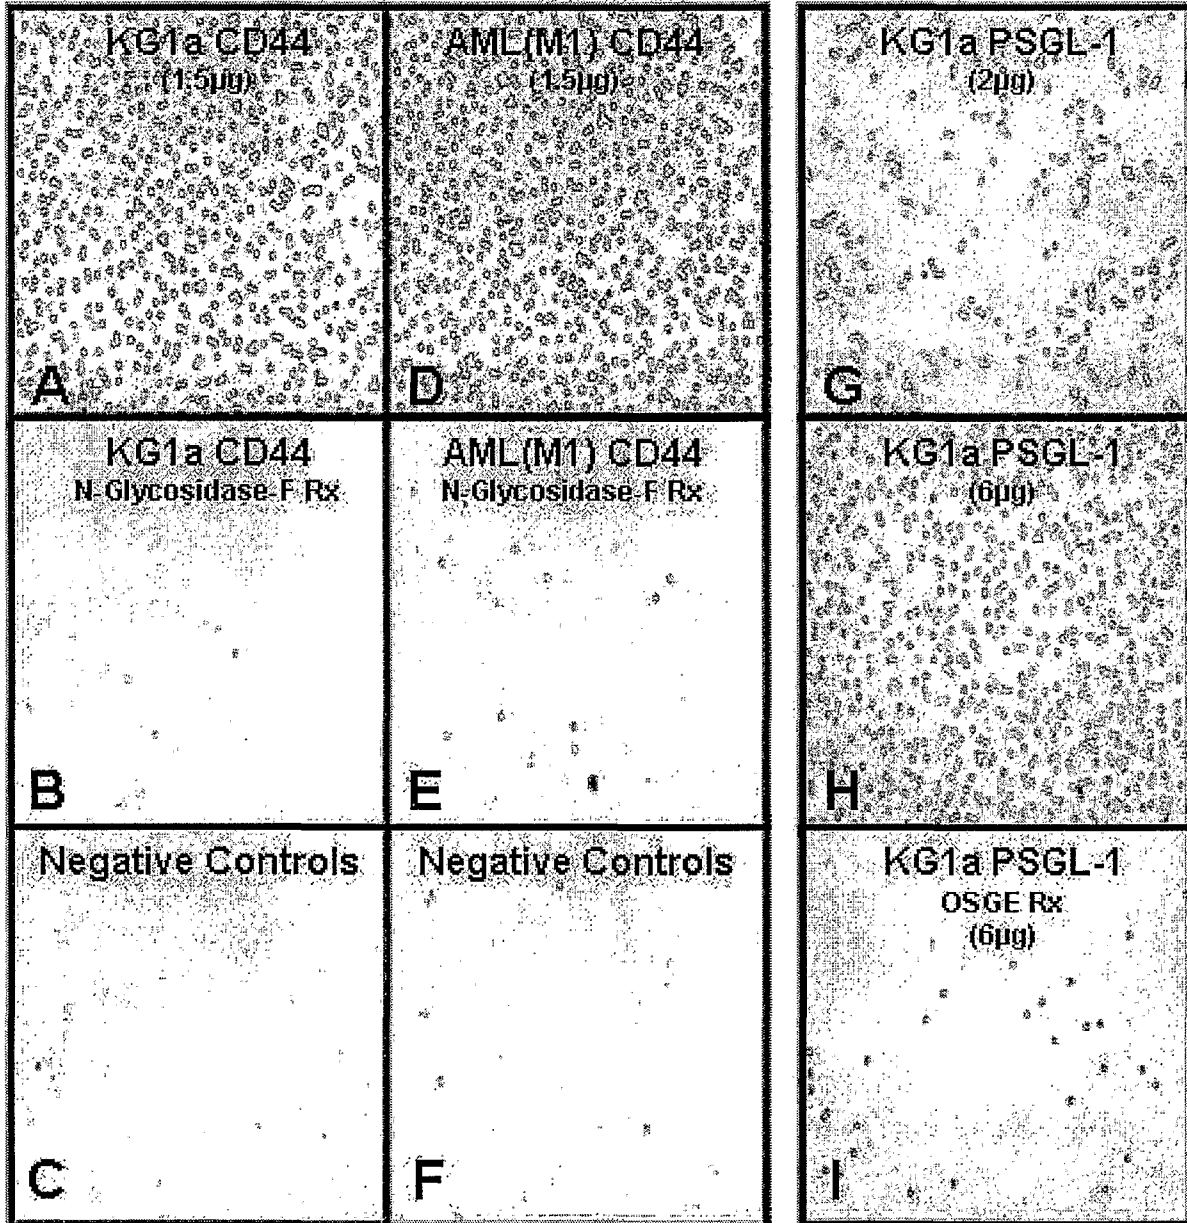 KG1a CD44
(1.5µg)
A
AML(M1) CD44
(1.5µg)
D
KG1a PSGL-1
(2µg)
G
KG1a CD44
N-Glycosidase-F Rx
B
AML(M1) CD44
N-Glycosidase-F Rx
E
KG1a PSGL-1
(6µg)
H
Negative Controls
C
Negative Controls
F
KG1a PSGL-1
OSGE Rx
(6µg)
I